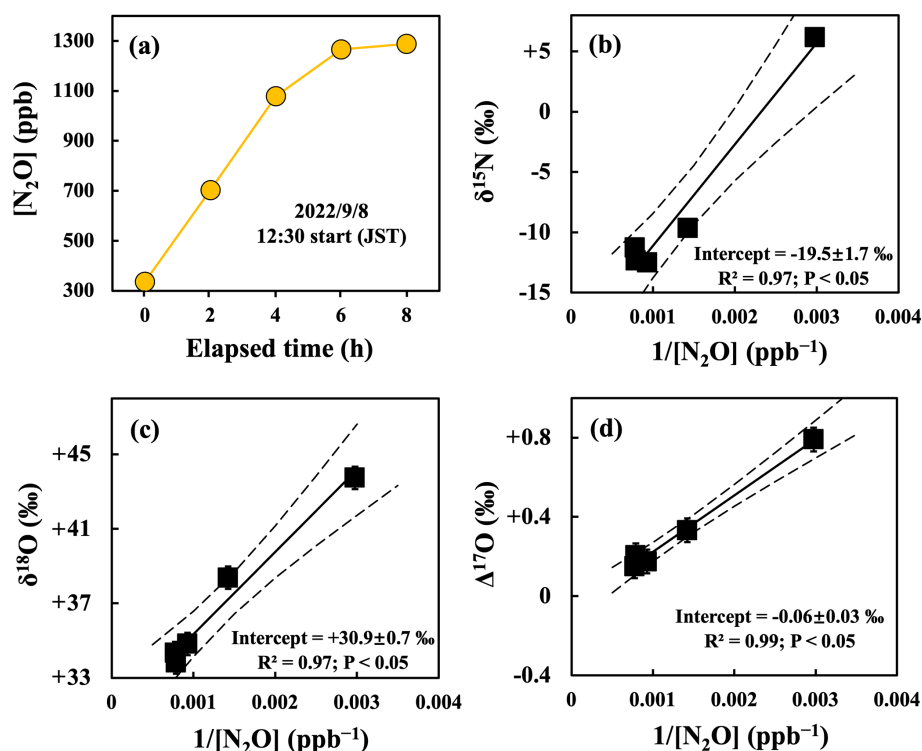 (a)
[N₂O] (ppb)
1300
1100
900
700
500
300
2022/9/8
12:30 start (JST)
0 2 4 6 8
Elapsed time (h)
(b)
δ¹⁵N (‰)
+5
0
-5
-10
-15
Intercept = -19.5±1.7 ‰
R² = 0.97; P < 0.05
0 0.001 0.002 0.003 0.004
1/[N₂O] (ppb⁻¹)
(c)
δ¹⁸O (‰)
+45
+41
+37
+33
Intercept = +30.9±0.7 ‰
R² = 0.97; P < 0.05
0 0.001 0.002 0.003 0.004
1/[N₂O] (ppb⁻¹)
(d)
Δ¹⁷O (‰)
+0.8
+0.4
0
-0.4
Intercept = -0.06±0.03 ‰
R² = 0.99; P < 0.05
0 0.001 0.002 0.003 0.004
1/[N₂O] (ppb⁻¹)